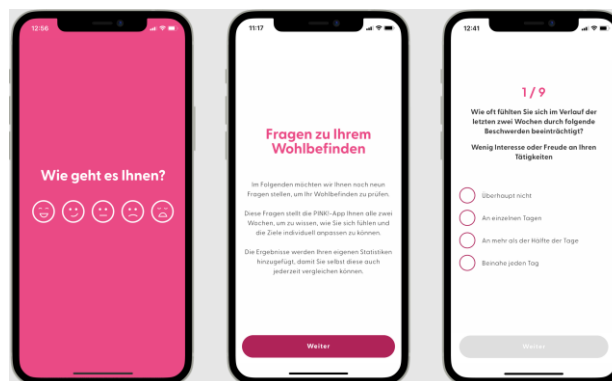 12:56
Wie geht es Ihnen?
11:17
Fragen zu Ihrem
Wohlbefinden
Im Folgenden möchten wir Ihnen noch neun
Fragen stellen, um Ihr Wohlbefinden zu prüfen.
Diese Fragen stellt die PINK!-App Ihnen alle zwei
Wochen, um zu wissen, wie Sie sich fühlen und
die Ziele individuell anpassen zu können.
Die Ergebnisse werden Ihren eigenen Statistiken
hinzugefügt, damit Sie selbst diese auch
jederzeit vergleichen können.
Weiter
12:41
1 / 9
Wie oft fühlten Sie sich im Verlauf der
letzten zwei Wochen durch folgende
Beschwerden beeinträchtigt?
Wenig Interesse oder Freude an Ihren
Tätigkeiten
Überhaupt nicht
An einzelnen Tagen
An mehr als der Hälfte der Tage
Beinahe jeden Tag
Weiter